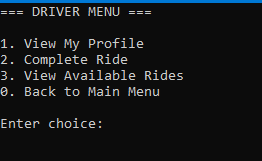 === DRIVER MENU ===
1. View My Profile
2. Complete Ride
3. View Available Rides
0. Back to Main Menu
Enter choice: